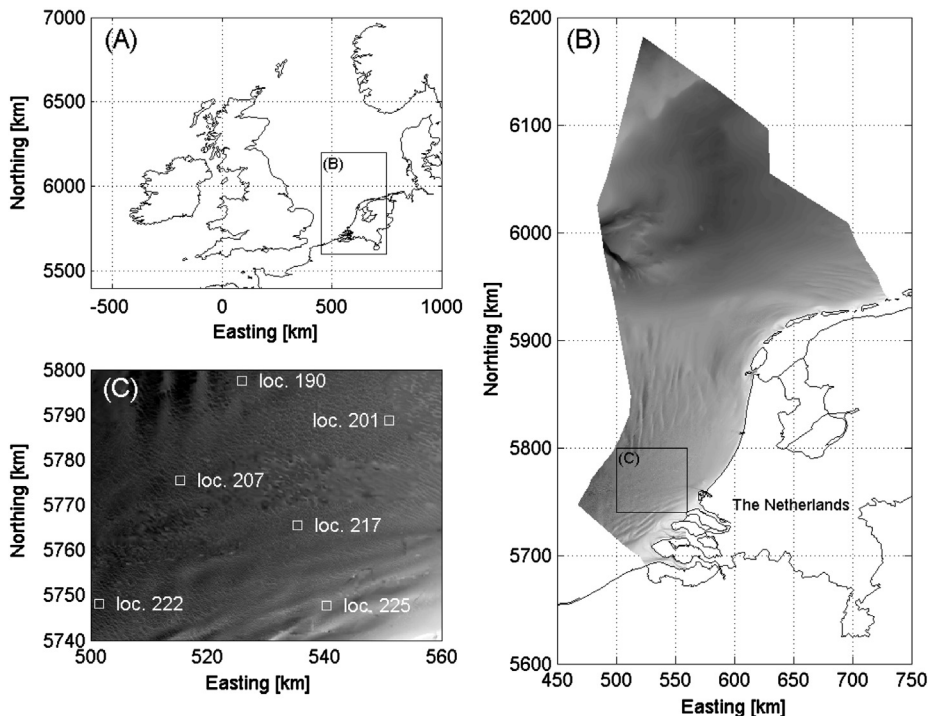 (A)
Northing [km]
7000
6500
6000
5500
(B)
-500
0
500
1000
Easting [km]
(C)
Northing [km]
5800
5790
5780
5770
5760
5750
5740
loc. 190
loc. 201
loc. 207
loc. 217
loc. 222
loc. 225
500
520
540
560
Easting [km]
(B)
Norhting [km]
6200
6100
6000
5900
5800
5700
5600
(C)
The Netherlands
450
500
550
600
650
700
750
Easting [km]